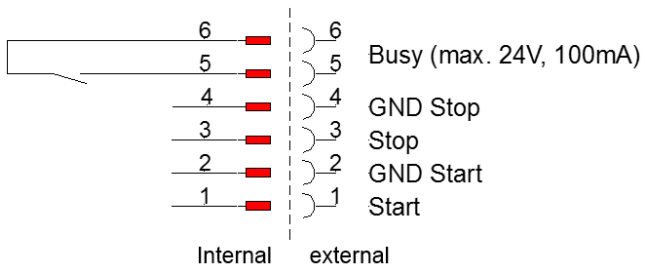 6 6
Busy (max. 24V, 100mA)
5 5
4 4 GND Stop
3 3 Stop
2 2 GND Start
1 1 Start
Internal external